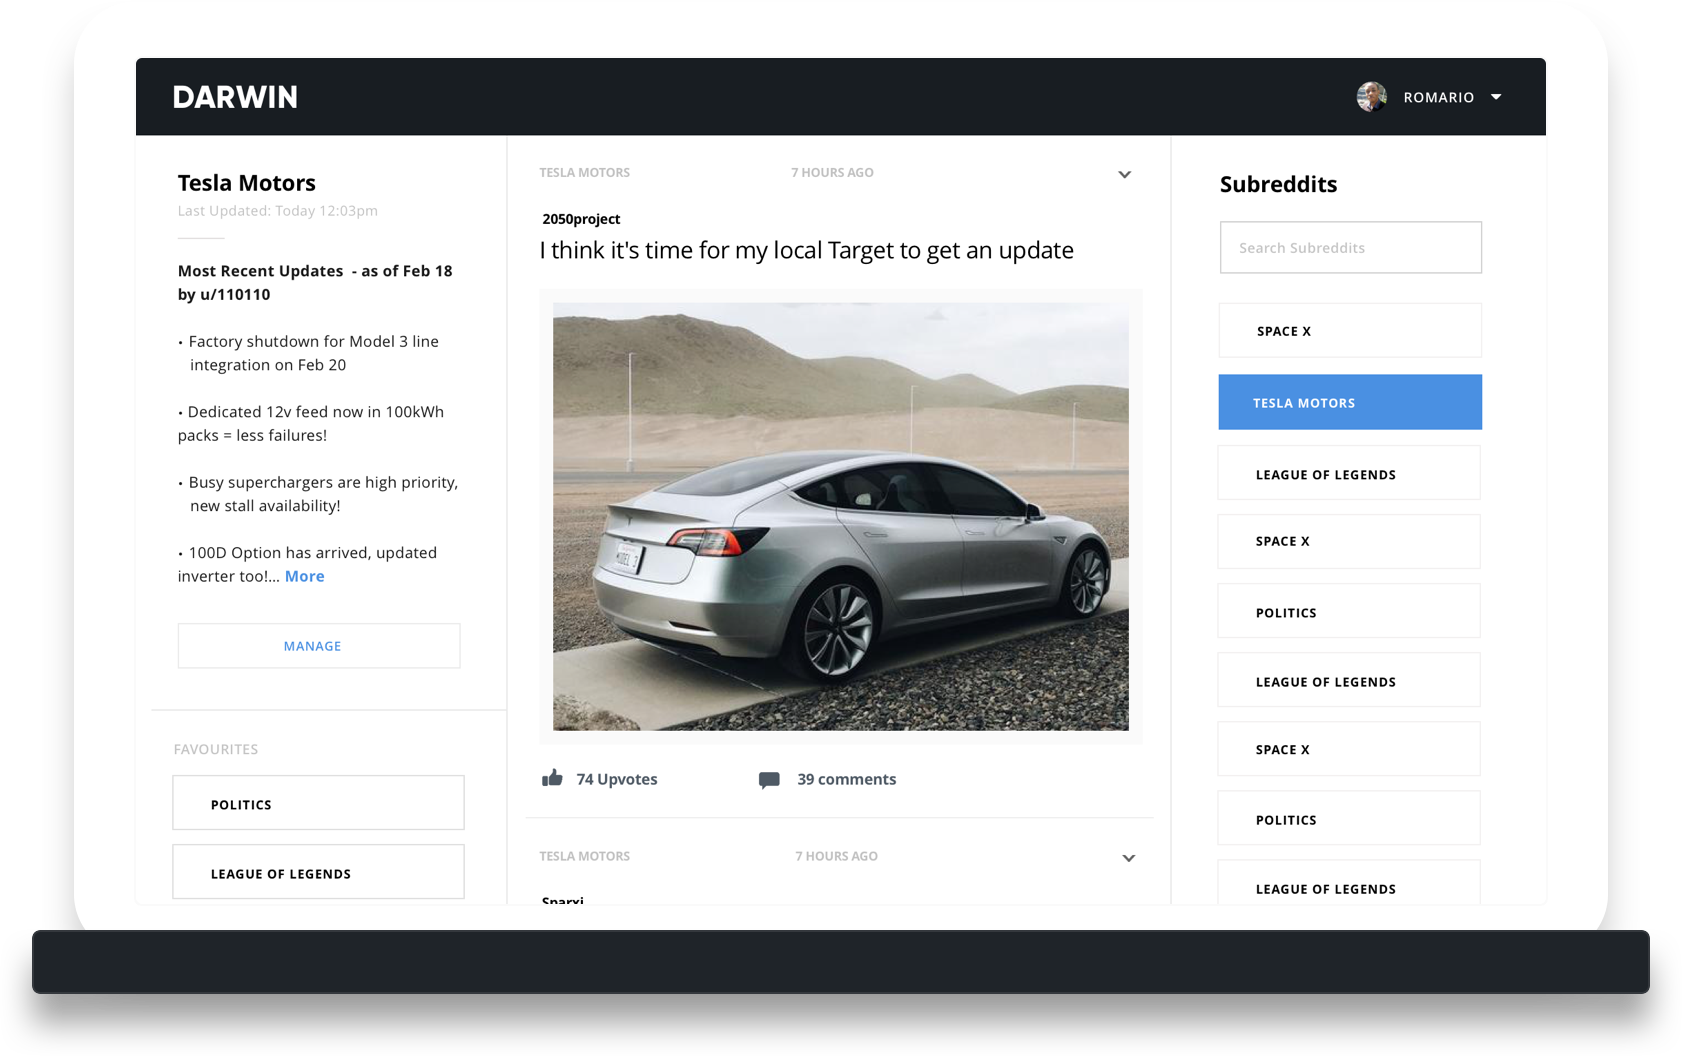 DARWIN
ROMARIO
Tesla Motors
Last Updated: Today 12:03pm
Most Recent Updates - as of Feb 18
by u/110110
• Factory shutdown for Model 3 line
integration on Feb 20
• Dedicated 12v feed now in 100kWh
packs = less failures!
• Busy superchargers are high priority,
new stall availability!
• 100D Option has arrived, updated
inverter too!... More
MANAGE
FAVOURITES
POLITICS
LEAGUE OF LEGENDS
TESLA MOTORS 7 HOURS AGO
2050project
I think it's time for my local Target to get an update
MODEL 3
74 Upvotes 39 comments
TESLA MOTORS 7 HOURS AGO
Sparxi
Subreddits
Search Subreddits
SPACE X
TESLA MOTORS
LEAGUE OF LEGENDS
SPACE X
POLITICS
LEAGUE OF LEGENDS
SPACE X
POLITICS
LEAGUE OF LEGENDS